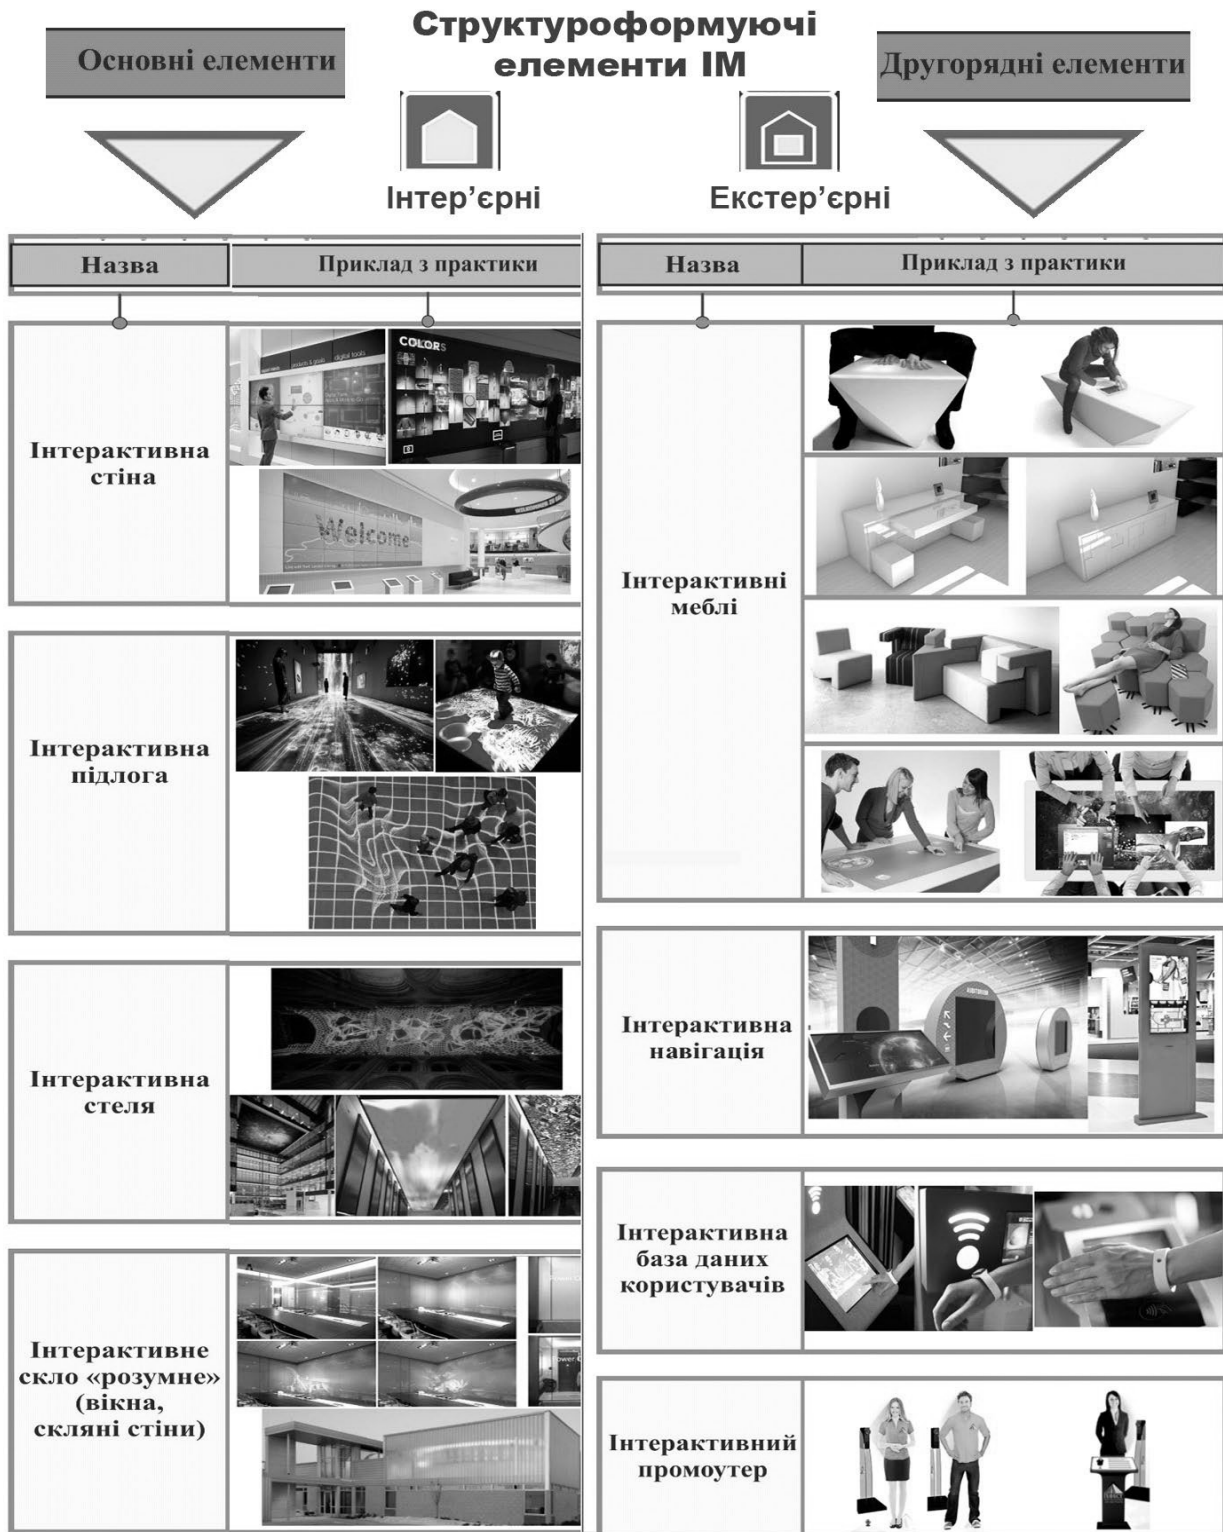 Структуроформуючі
елементи ІМ
Основні елементи
Другорядні елементи
Інтер’єрні
Екстер’єрні
Назва
Приклад з практики
Інтерактивна
стіна
digital tools
COLORS
Welcome
Інтерактивна
підлога
Інтерактивна
стеля
Інтерактивне
скло «розумне»
(вікна,
скляні стіни)
Назва
Приклад з практики
Інтерактивні
меблі
Інтерактивна
навігація
Інтерактивна
база даних
користувачів
Інтерактивний
промоутер